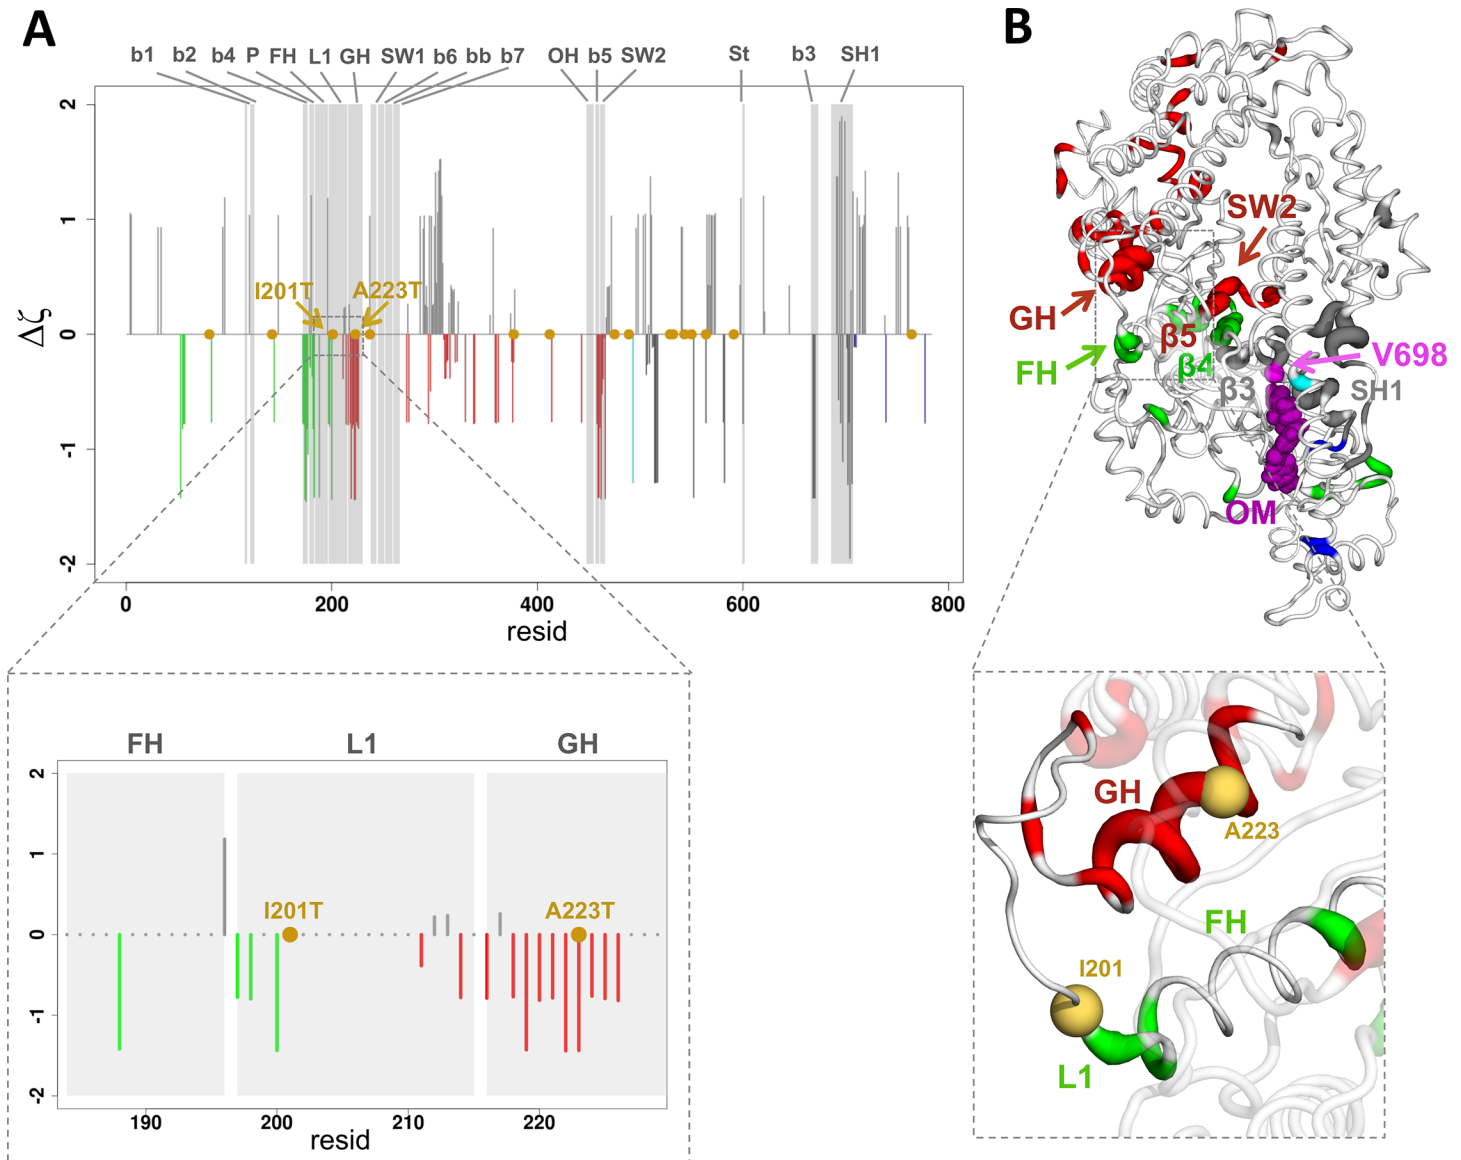 A
b1 b2 b4 P FH L1 GH SW1 b6 bb b7 OH b5 SW2 St b3 SH1
2
1
0
-1
-2
Δζ
I201T A223T
0 200 400 600 800
resid
FH L1 GH
2
1
0
-1
-2
I201T A223T
190 200 210 220
resid
B
SW2
GH
β5
FH
β4
V698
β3
SH1
OM
GH
A223
FH
I201
L1